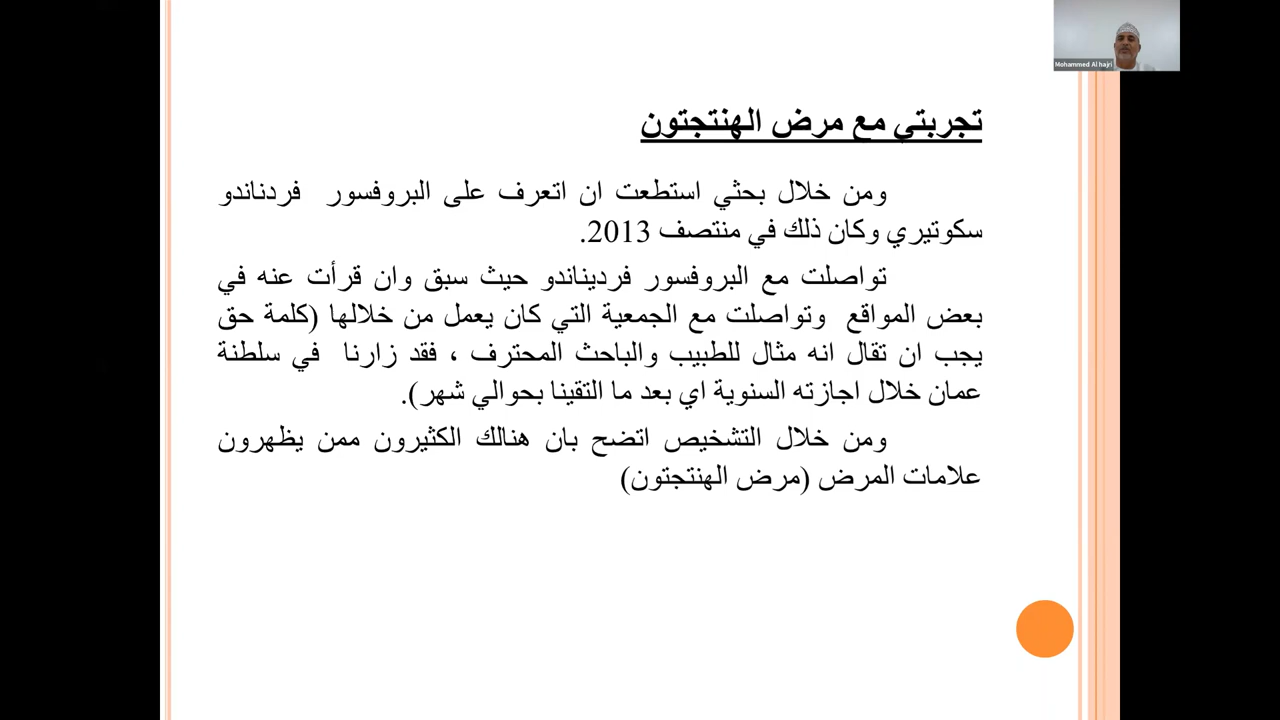 Mohammed Al hajri
تجربتي مع مرض الهنتجتون
ومن خلال بحثي استطعت ان اتعرف على البروفسور فردناندو
سكوتيري وكان ذلك في منتصف 2013.
تواصلت مع البروفسور فرديناندو حيث سبق وان قرأت عنه في
بعض المواقع وتواصلت مع الجمعية التي كان يعمل من خلالها (كلمة حق
يجب ان تقال انه مثال للطبيب والباحث المحترف ، فقد زارنا في سلطنة
عمان خلال اجازته السنوية اي بعد ما التقينا بحوالي شهر).
ومن خلال التشخيص اتضح بان هنالك الكثيرون ممن يظهرون
علامات المرض (مرض الهنتجتون)